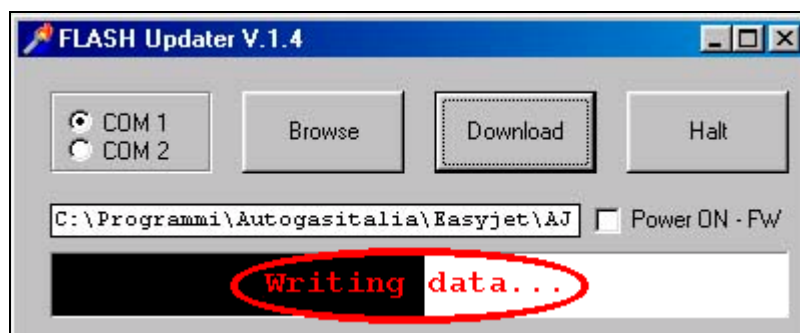 FLASH Updater V.1.4
COM 1
COM 2
Browse
Download
Halt
C:\Programmi\Autogasitalia\Easyjet\AJ
Power ON - FW
Writing data...